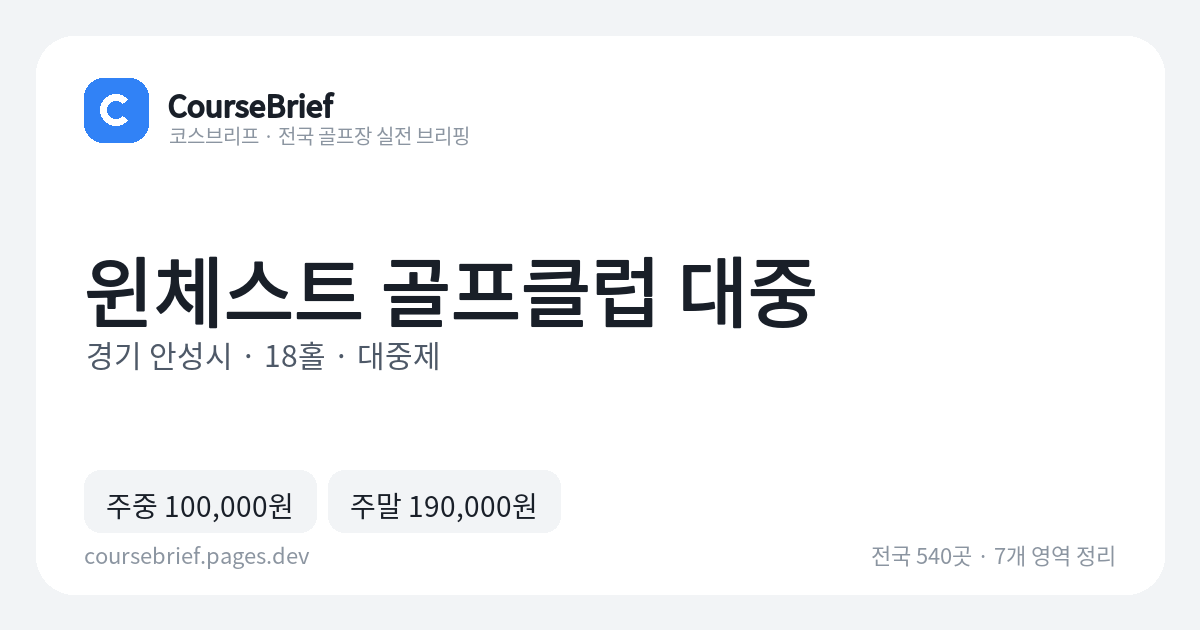 C
CourseBrief
코스브리프 · 전국 골프장 실전 브리핑
윈체스트 골프클럽 대중
경기 안성시 · 18홀 · 대중제
주중 100,000원
주말 190,000원
coursebrief.pages.dev
전국 540곳 · 7개 영역 정리